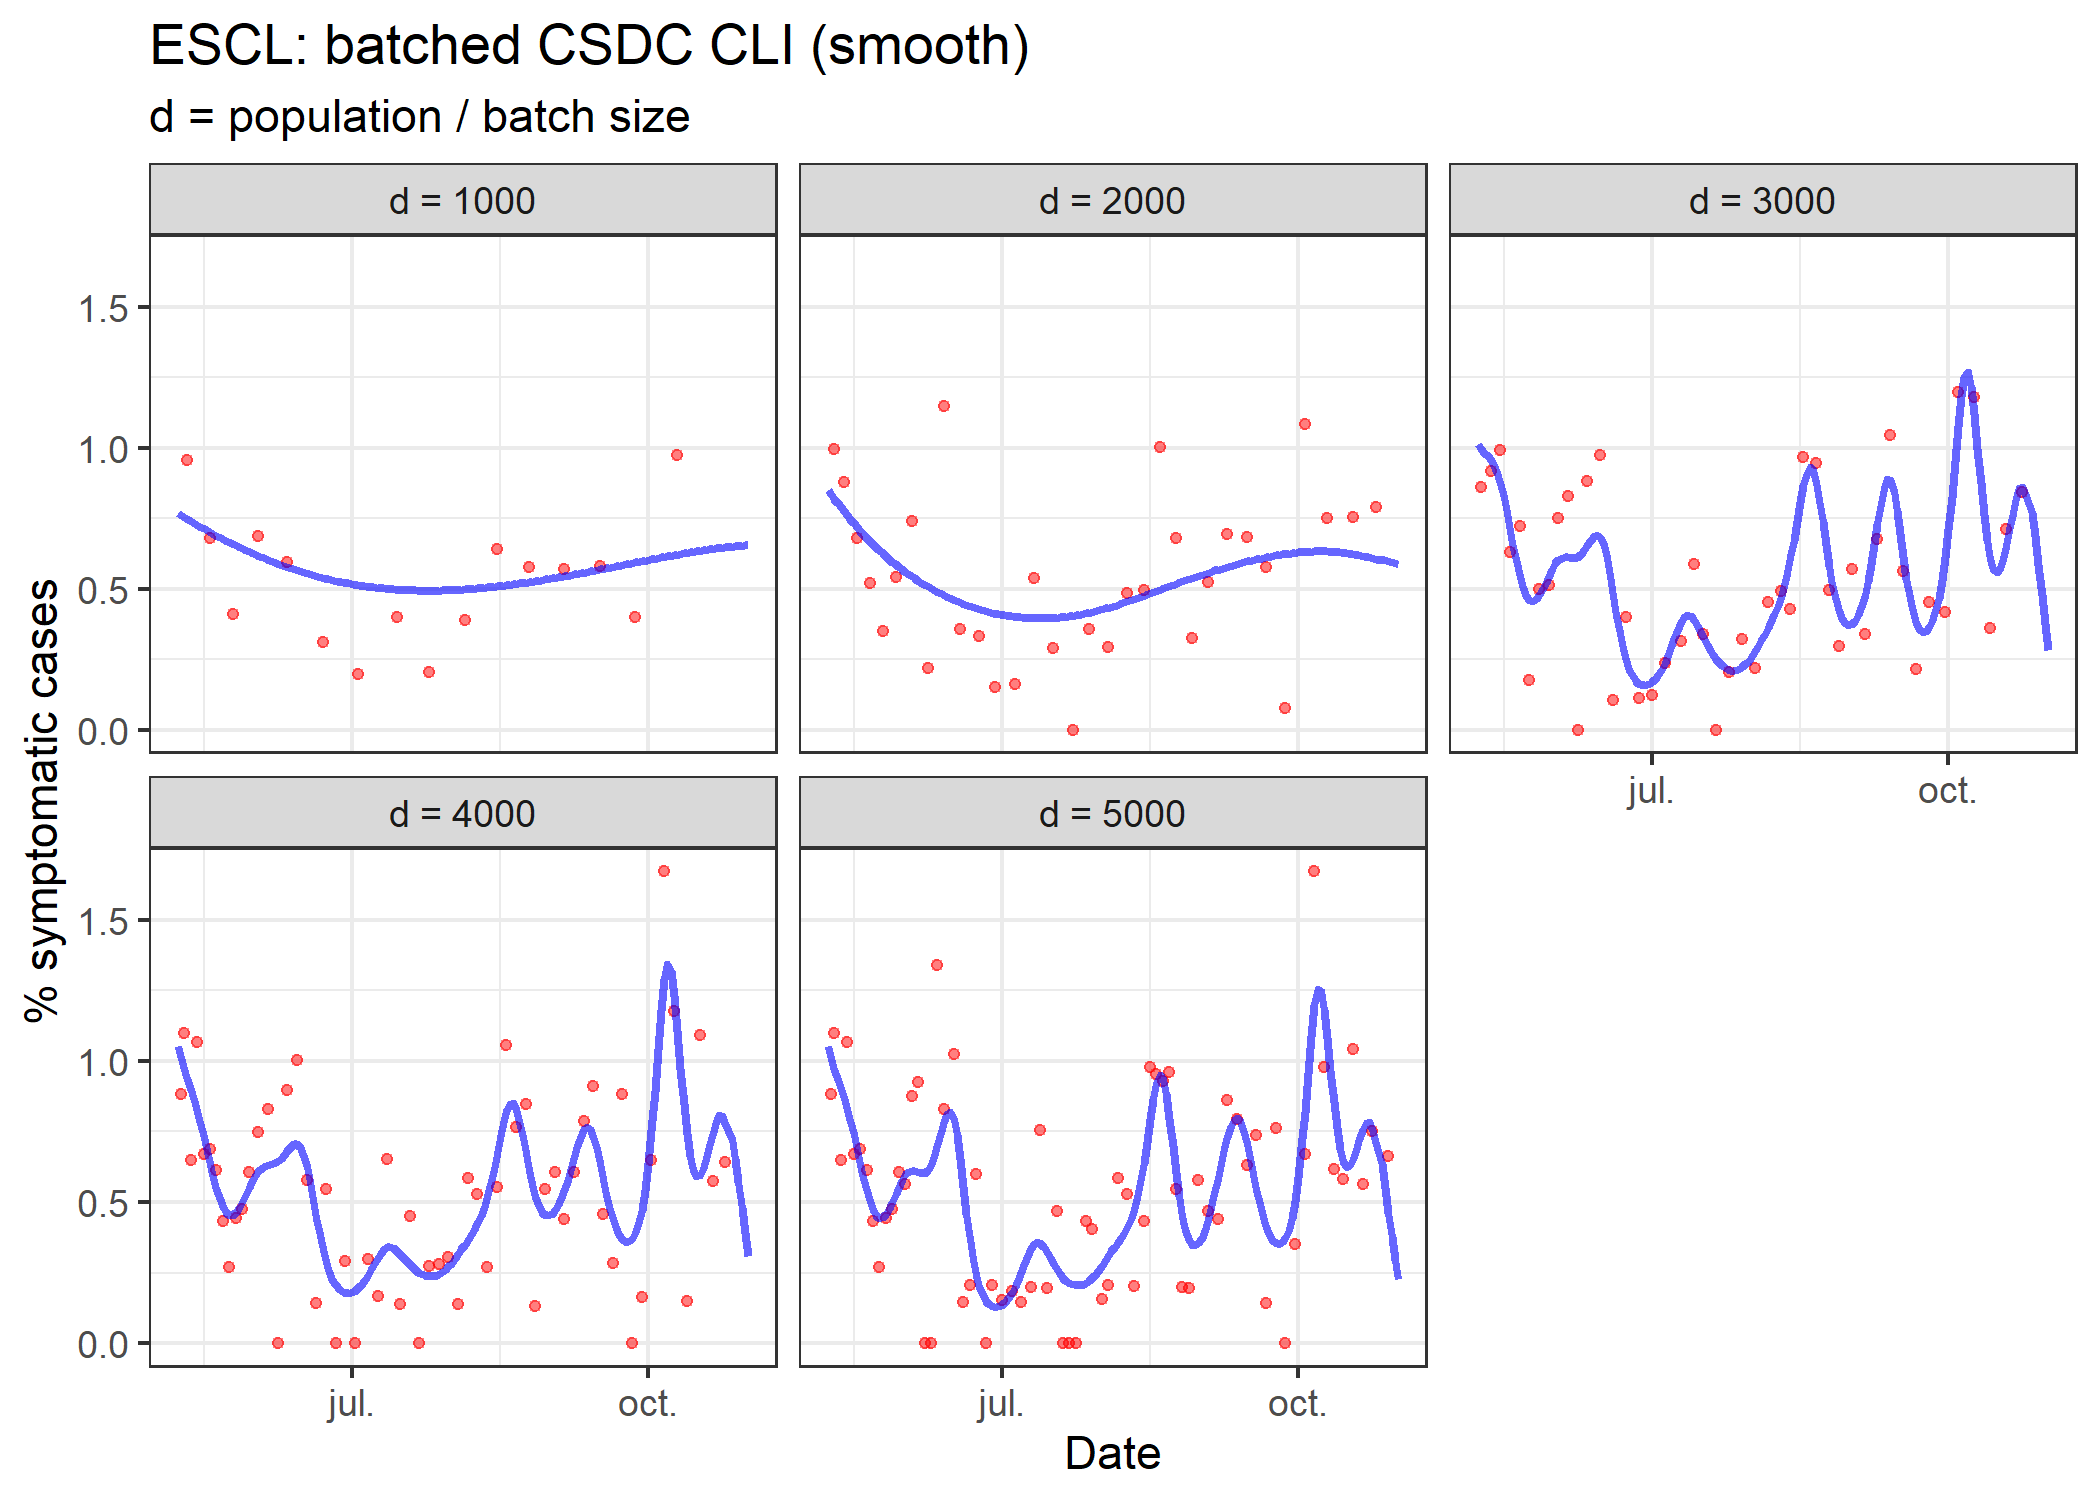 ESCL: batched CSDC CLI (smooth)
d = population / batch size
d = 1000
d = 2000
d = 3000
1.5
1.0
0.5
0.0
jul.
oct.
% symptomatic cases
d = 4000
d = 5000
1.5
1.0
0.5
0.0
jul.
oct.
jul.
oct.
Date